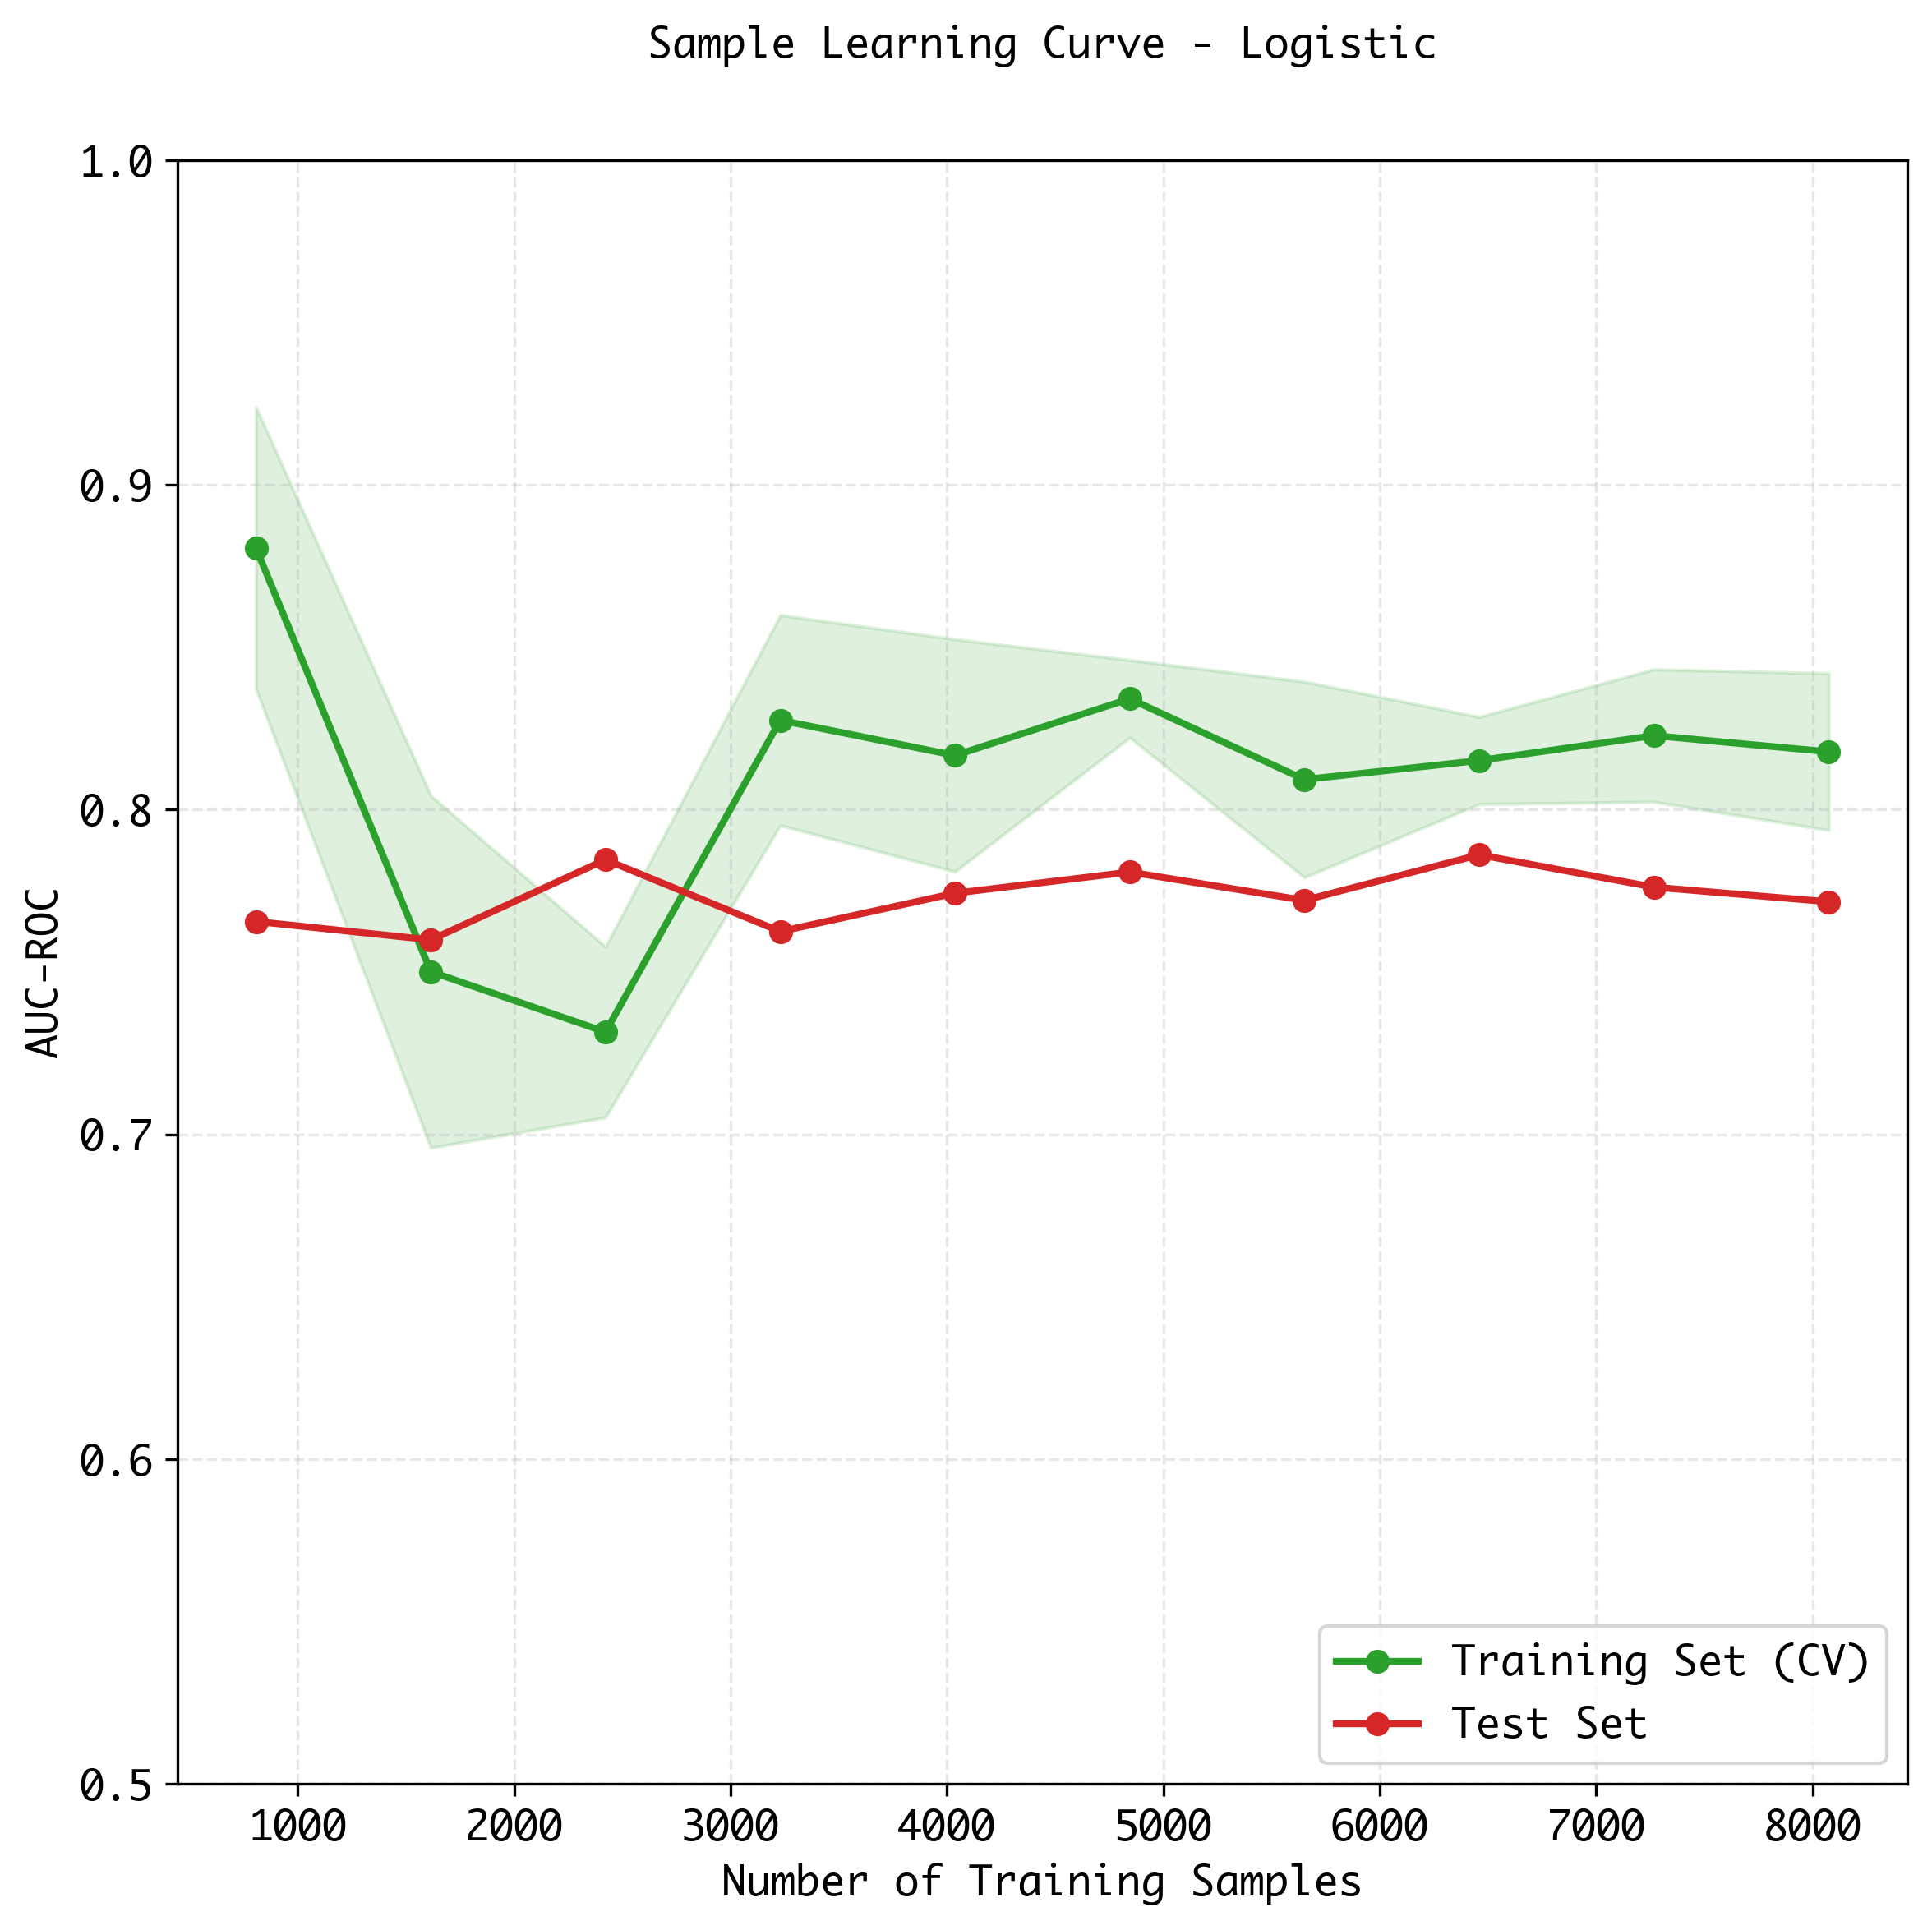 Sample Learning Curve - Logistic
1.0
0.9
0.8
0.7
0.6
0.5
AUC-ROC
1000 2000 3000 4000 5000 6000 7000 8000
Number of Training Samples
Training Set (CV)
Test Set